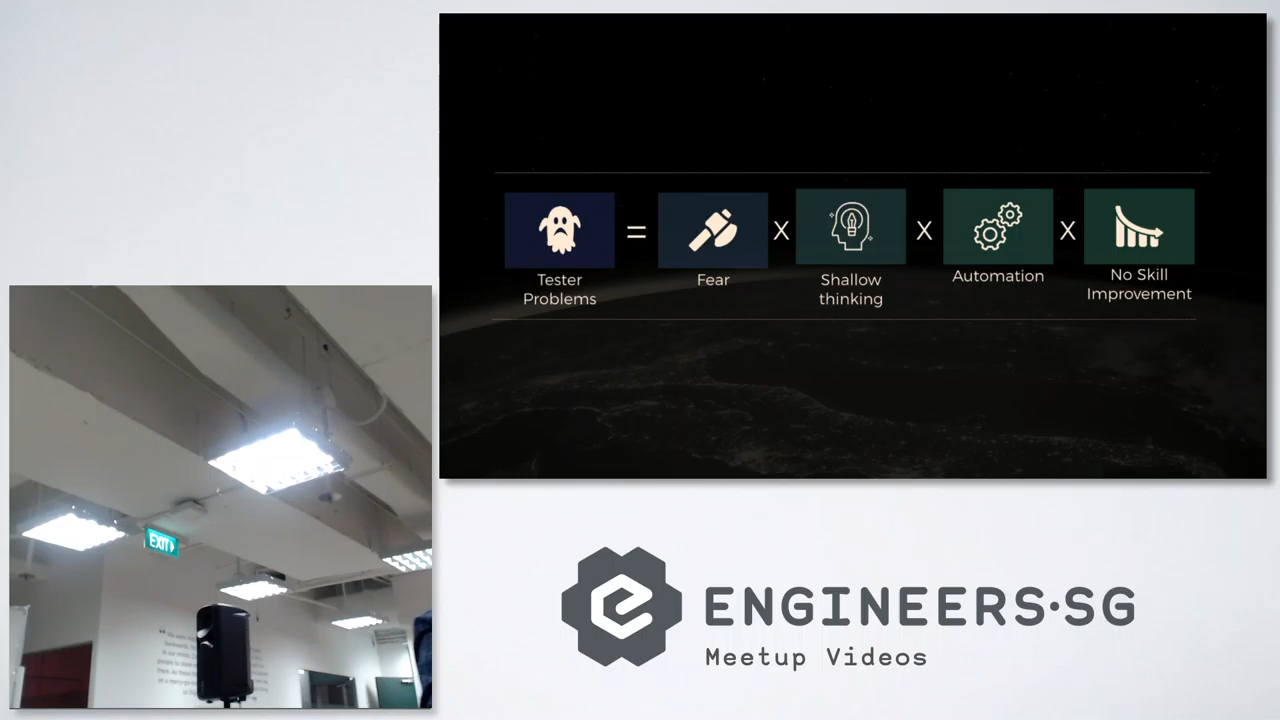 Tester
Problems
=
Fear
X
Shallow
thinking
X
Automation
X
No Skill
Improvement
EXIT
ENGINEERS·SG
Meetup Videos